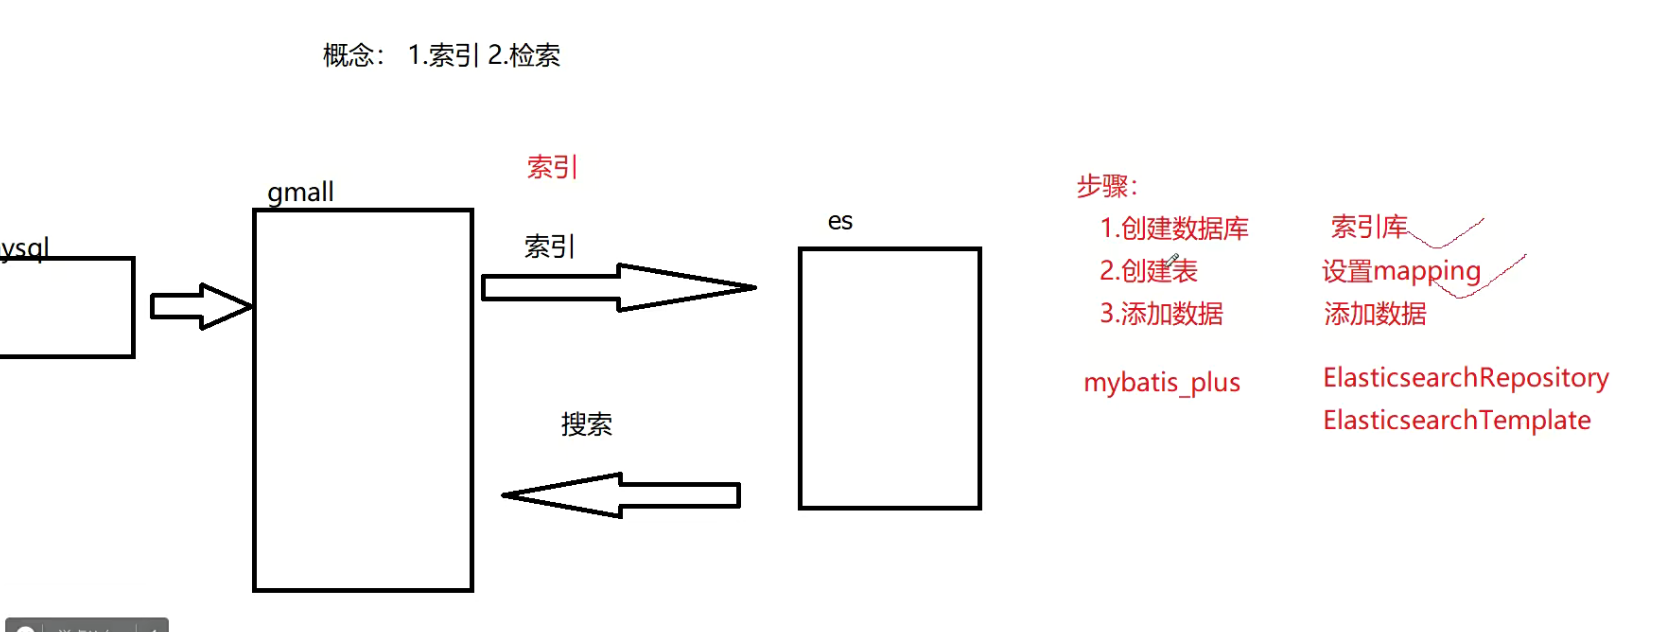 概念： 1.索引 2.检索
索引
gmall
索引
ysql
es
搜索
步骤：
1.创建数据库 索引库
2.创建表 设置mapping
3.添加数据 添加数据
mybatis_plus ElasticsearchRepository
ElasticsearchTemplate